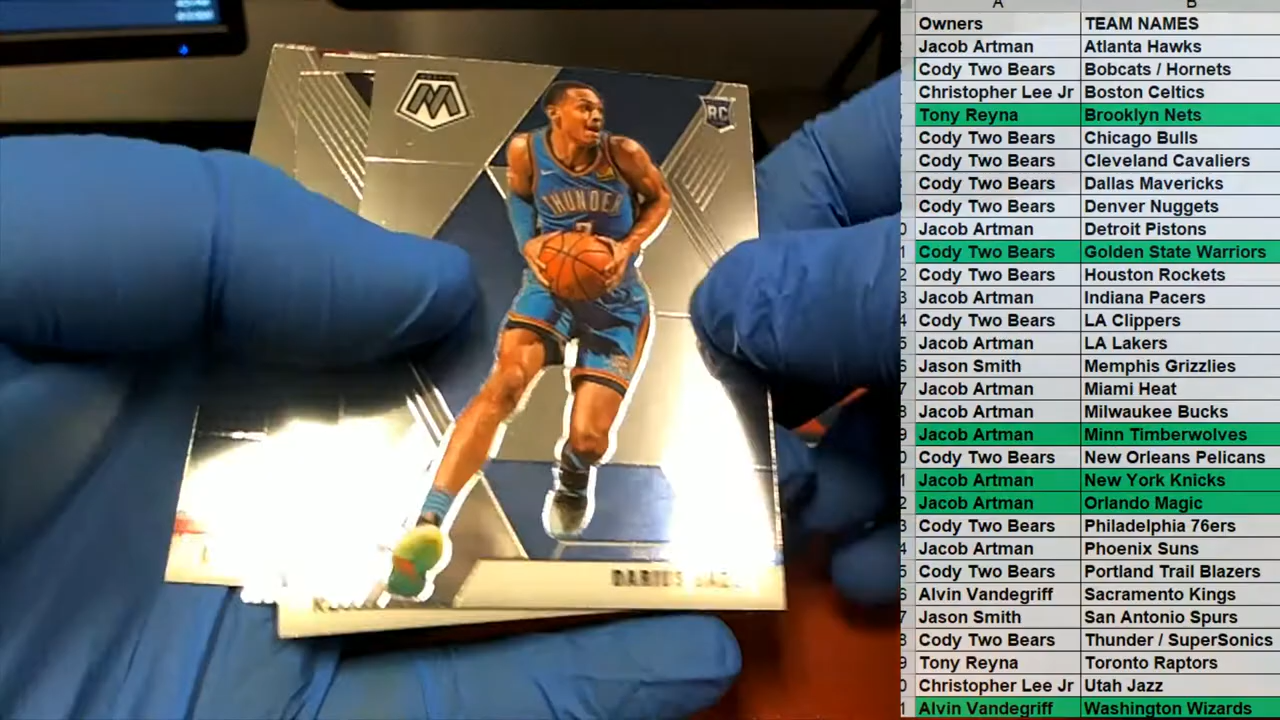 A B
Owners TEAM NAMES
Jacob Artman Atlanta Hawks
Cody Two Bears Bobcats / Hornets
Christopher Lee Jr Boston Celtics
Tony Reyna Brooklyn Nets
Cody Two Bears Chicago Bulls
Cody Two Bears Cleveland Cavaliers
Cody Two Bears Dallas Mavericks
Cody Two Bears Denver Nuggets
Jacob Artman Detroit Pistons
Cody Two Bears Golden State Warriors
Cody Two Bears Houston Rockets
Jacob Artman Indiana Pacers
Cody Two Bears LA Clippers
Jacob Artman LA Lakers
Jason Smith Memphis Grizzlies
Jacob Artman Miami Heat
Jacob Artman Milwaukee Bucks
Jacob Artman Minn Timberwolves
Cody Two Bears New Orleans Pelicans
Jacob Artman New York Knicks
Jacob Artman Orlando Magic
Cody Two Bears Philadelphia 76ers
Jacob Artman Phoenix Suns
Cody Two Bears Portland Trail Blazers
Alvin Vandegriff Sacramento Kings
Jason Smith San Antonio Spurs
Cody Two Bears Thunder / SuperSonics
Tony Reyna Toronto Raptors
Christopher Lee Jr Utah Jazz
Alvin Vandegriff Washington Wizards
RC
THUNDER
DARIUS